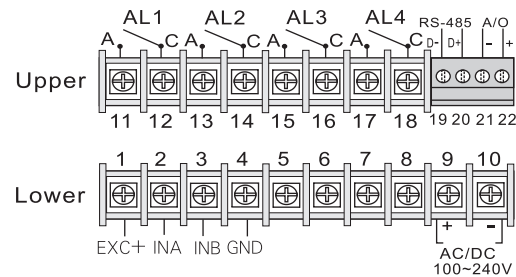 AL1 AL2 AL3 AL4 RS-485 A/O
A C A C A C A C D- D+ - +
Upper
11 12 13 14 15 16 17 18 19 20 21 22
1 2 3 4 5 6 7 8 9 10
Lower
+ -
EXC+ INA INB GND
AC/DC
100~240V